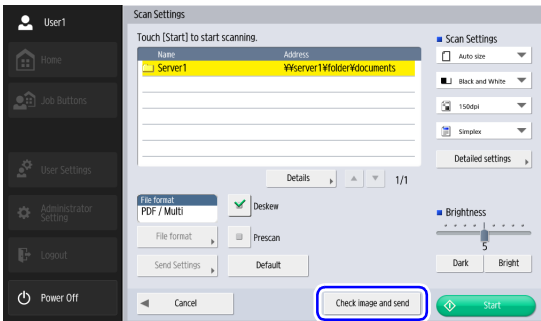 User1
Home
Job Buttons
User Settings
Administrator
Setting
Logout
Power Off
Scan Settings
Touch [Start] to start scanning.
Name Address
Server1 ¥¥server1¥folder¥documents
Details 1/1
File format
PDF / Multi
Deskew
File format
Prescan
Send Settings
Default
Cancel
Check image and send
Scan Settings
Auto size
Black and White
150dpi
Simplex
Detailed settings
Brightness
5
Dark Bright
Start